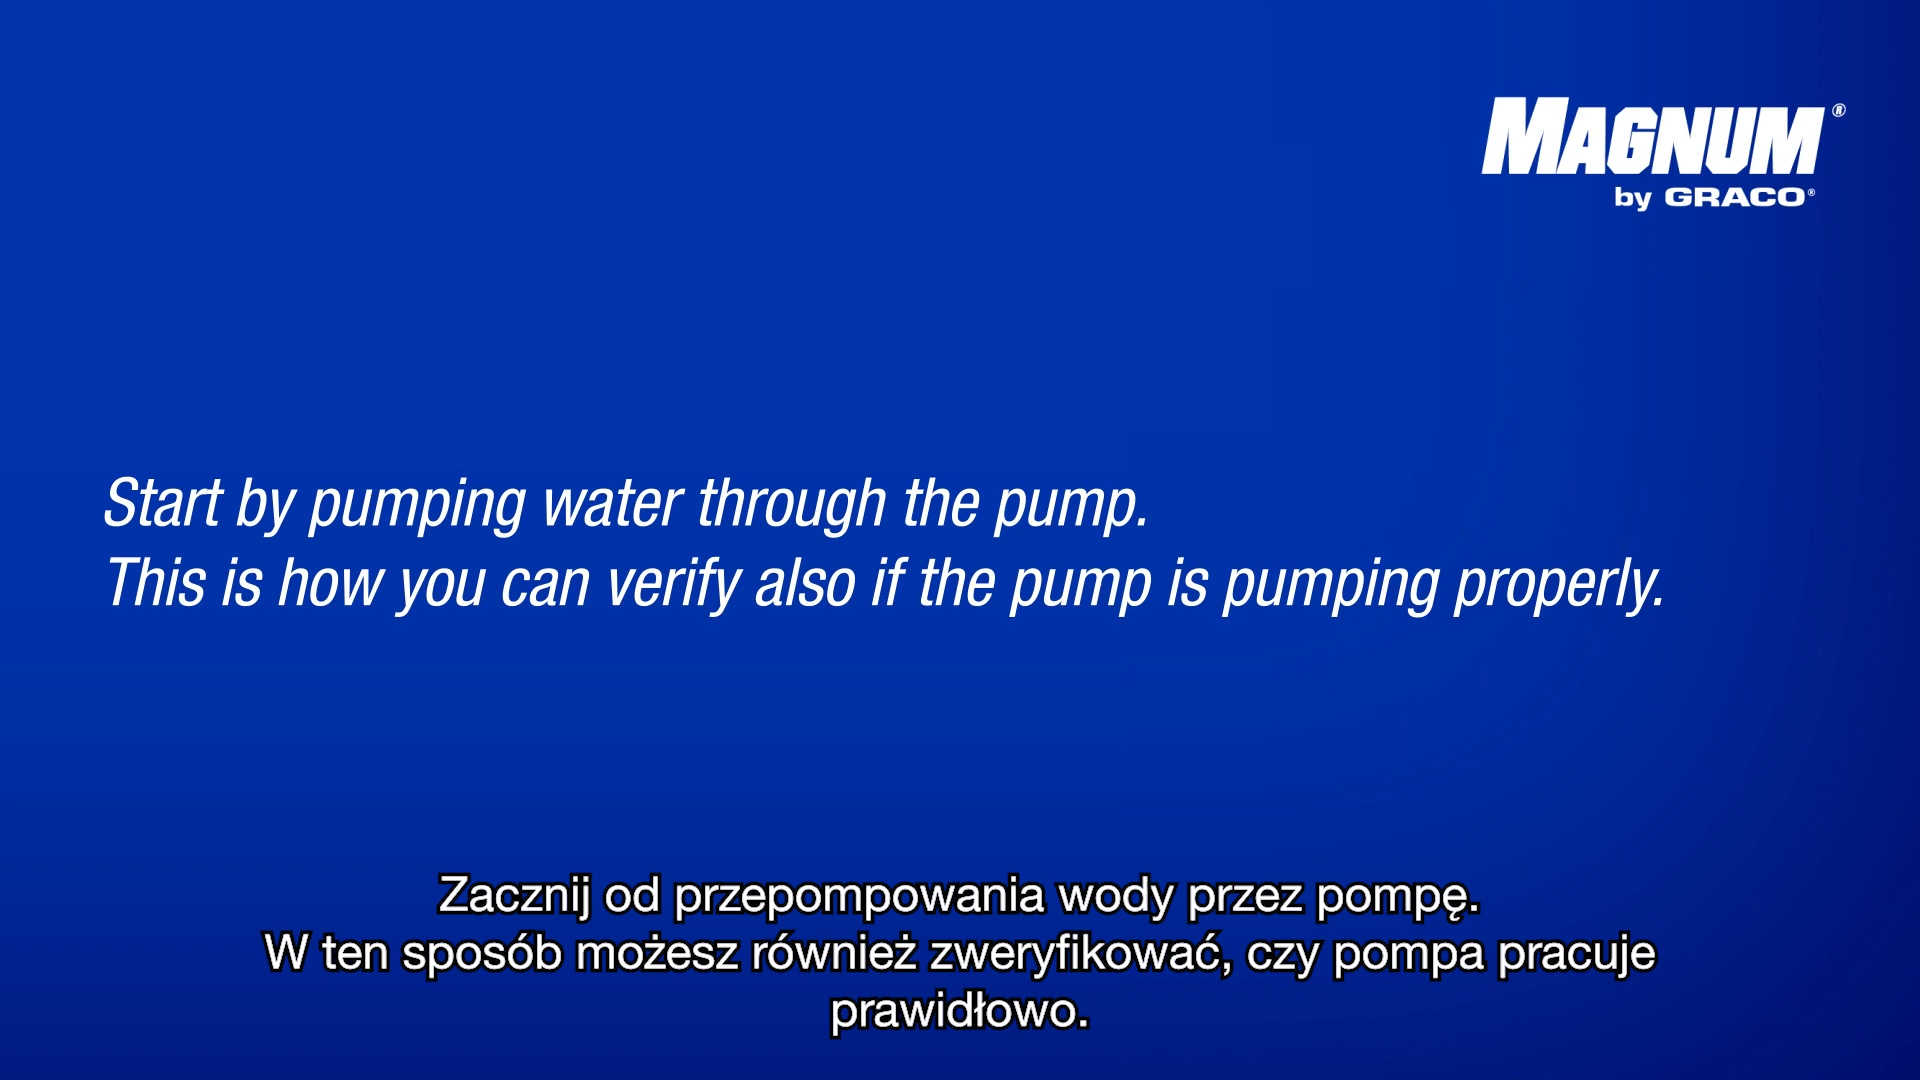 MAGNUM®
by GRACO®
Start by pumping water through the pump.
This is how you can verify also if the pump is pumping properly.
Zacznij od przepompowania wody przez pompę.
W ten sposób możesz również zweryfikować, czy pompa pracuje
prawidłowo.